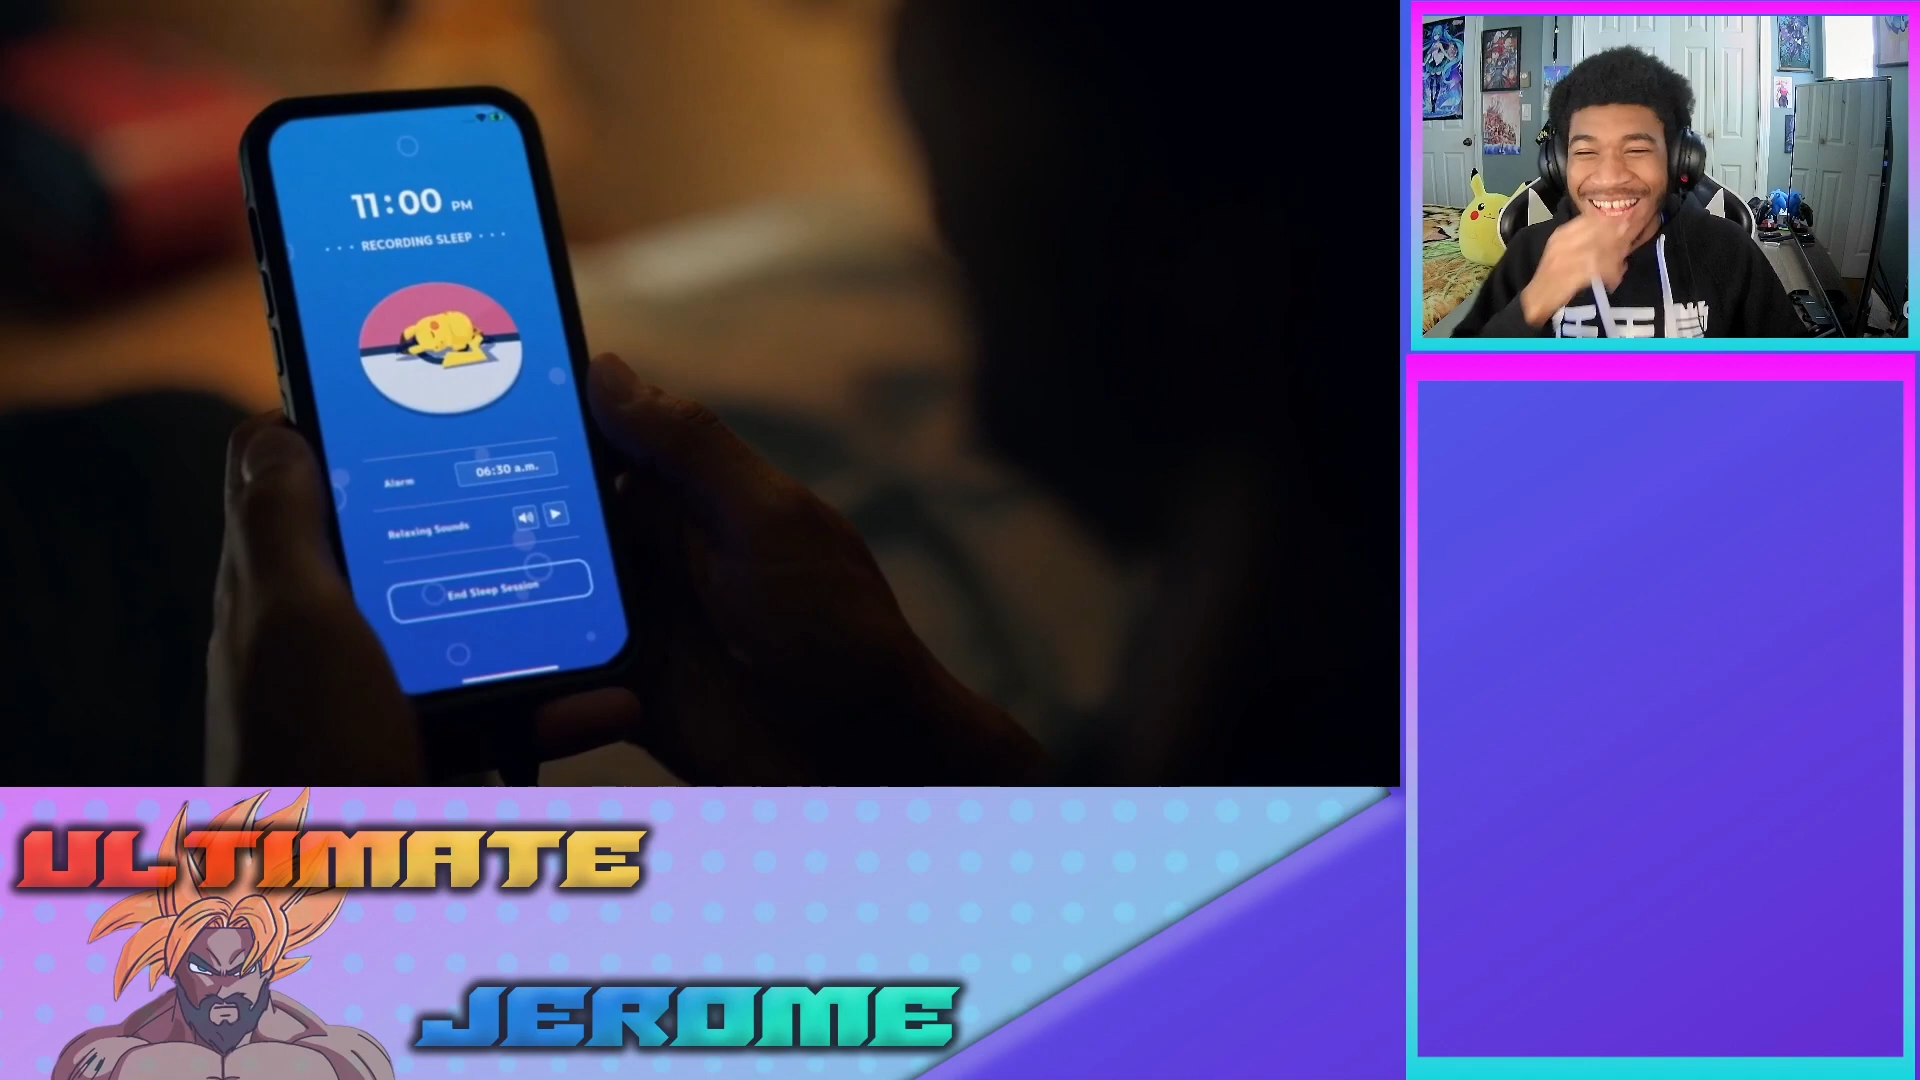 11:00 PM
• • • RECORDING SLEEP • • •
Alarm
06:30 a.m.
Relaxing Sounds
End Sleep Session
ULTIMATE
JEROME